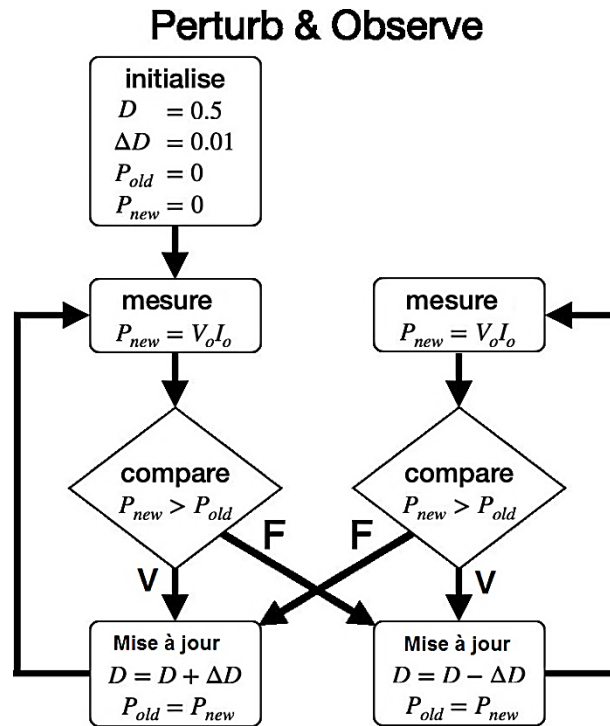 Perturb & Observe
initialise
D = 0.5
ΔD = 0.01
P_old = 0
P_new = 0
mesure
P_new = V_oI_o
mesure
P_new = V_oI_o
compare
P_new > P_old
compare
P_new > P_old
F
F
V
V
Mise à jour
D = D + ΔD
P_old = P_new
Mise à jour
D = D − ΔD
P_old = P_new